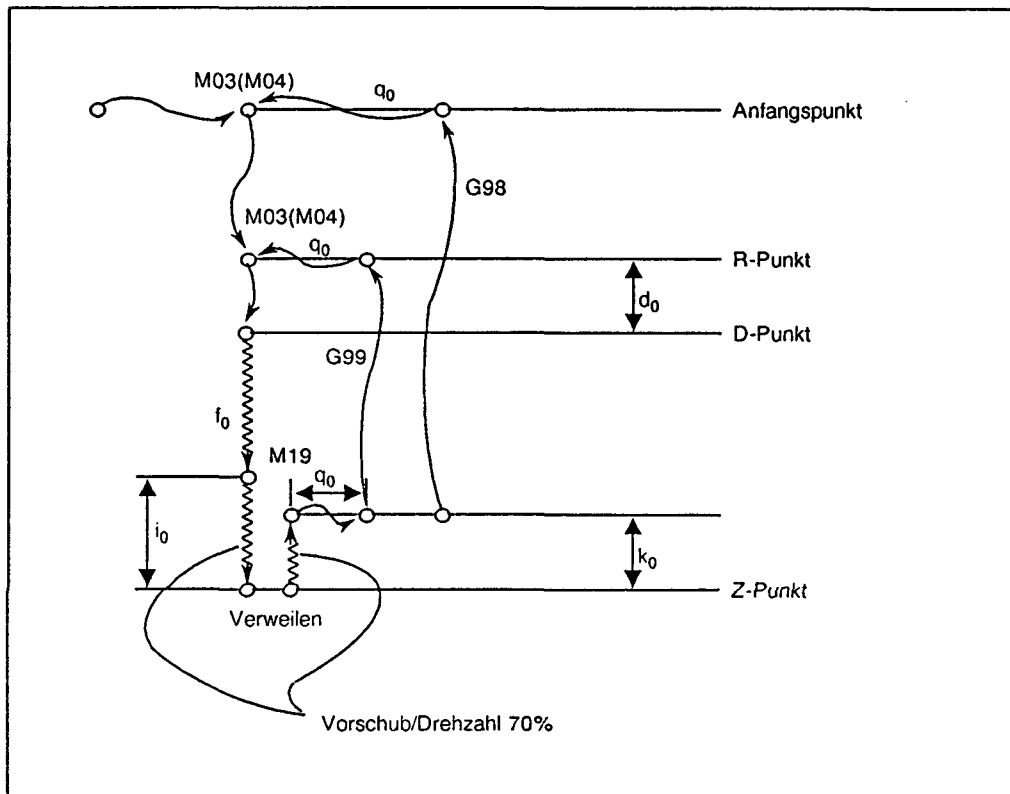 M03(M04)
q0
Anfangspunkt
G98
M03(M04)
q0
R-Punkt
d0
D-Punkt
G99
f0
M19
q0
i0
k0
Z-Punkt
Verweilen
Vorschub/Drehzahl 70%